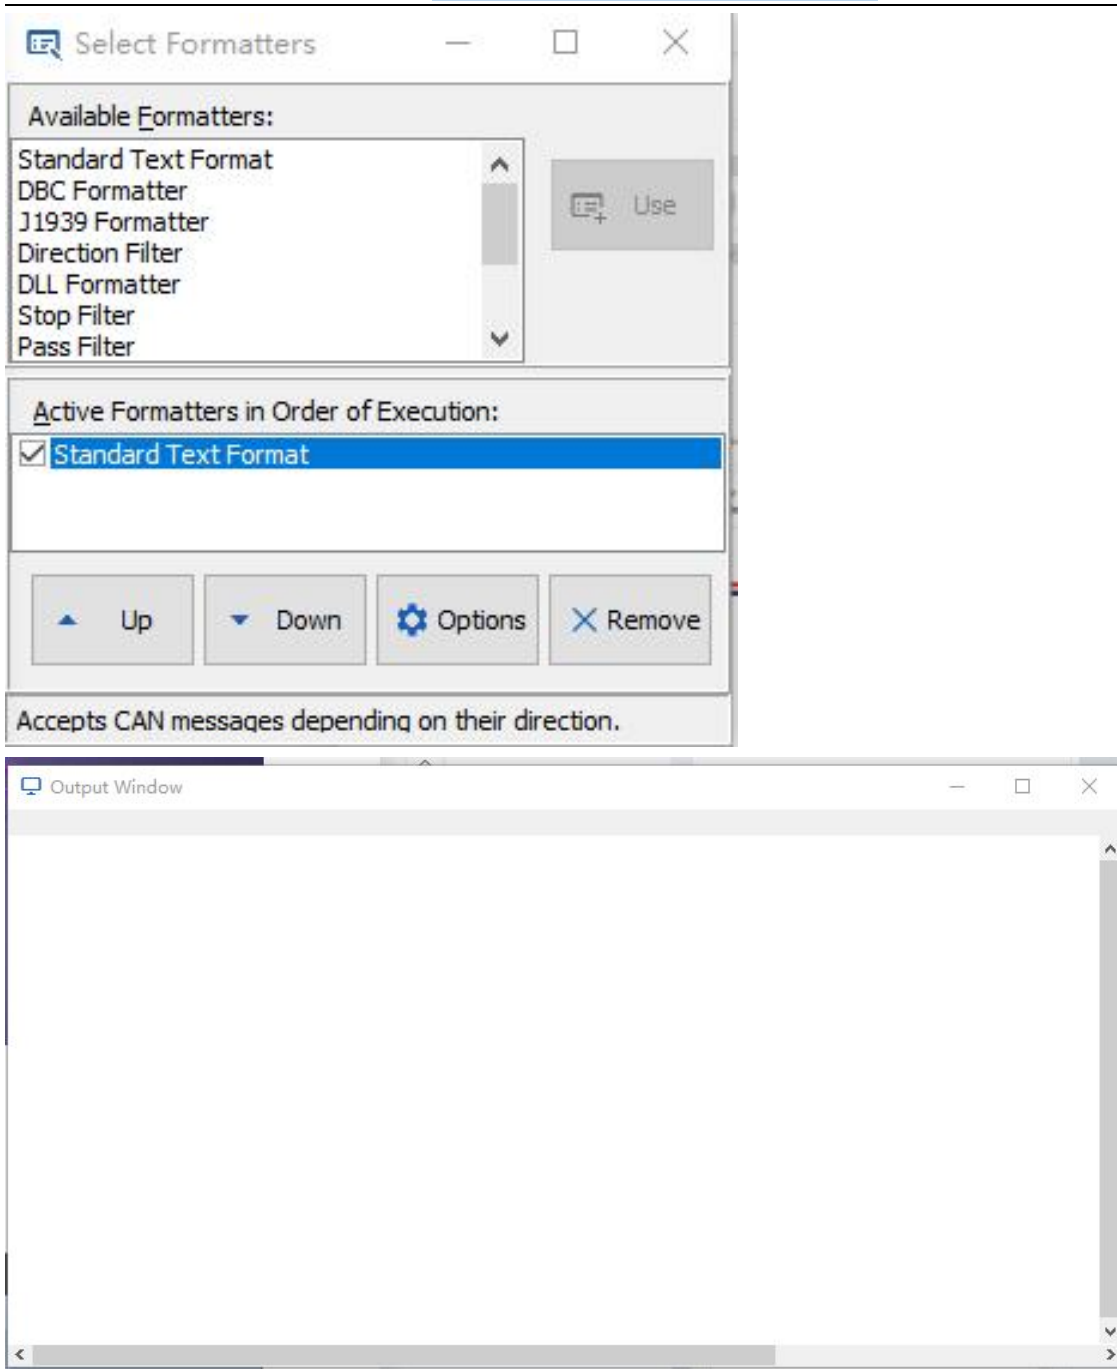 Select Formatters
Available Formatters:
Standard Text Format
DBC Formatter
J1939 Formatter
Direction Filter
DLL Formatter
Stop Filter
Pass Filter
Use
Active Formatters in Order of Execution:
Standard Text Format
Up Down Options Remove
Accepts CAN messages depending on their direction.
Output Window